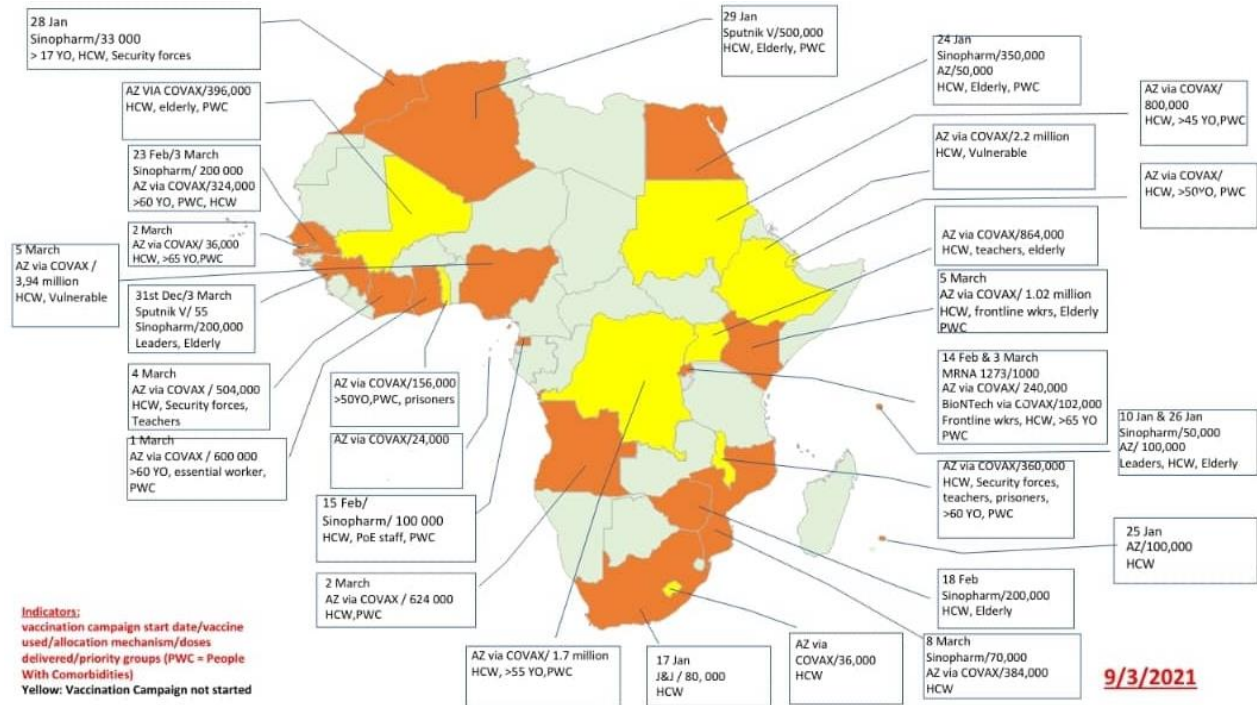 28 Jan
Sinopharm/33 000
> 17 YO, HCW, Security forces
29 Jan
Sputnik V/500,000
HCW, Elderly, PWC
24 Jan
Sinopharm/350,000
AZ/50,000
HCW, Elderly, PWC
AZ via COVAX/
800,000
HCW, >45 YO,PWC
AZ VIA COVAX/396,000
HCW, elderly, PWC
AZ via COVAX/2.2 million
HCW, Vulnerable
23 Feb/3 March
Sinopharm/ 200 000
AZ via COVAX/324,000
>60 YO, PWC, HCW
AZ via COVAX/
HCW, >50YO, PWC
2 March
AZ via COVAX/ 36,000
HCW, >65 YO,PWC
AZ via COVAX/864,000
HCW, teachers, elderly
5 March
AZ via COVAX /
3,94 million
HCW, Vulnerable
5 March
AZ via COVAX/ 1.02 million
HCW, frontline wkrs, Elderly
PWC
31st Dec/3 March
Sputnik V/ 55
Sinopharm/200,000
Leaders, Elderly
14 Feb & 3 March
MRNA 1273/1000
AZ via COVAX/ 240,000
BioNTech via COVAX/102,000
Frontline wkrs, HCW, >65 YO
PWC
4 March
AZ via COVAX / 504,000
HCW, Security forces,
Teachers
AZ via COVAX/156,000
>50YO,PWC, prisoners
10 Jan & 26 Jan
Sinopharm/50,000
AZ/ 100,000
Leaders, HCW, Elderly
1 March
AZ via COVAX / 600 000
>60 YO, essential worker,
PWC
AZ via COVAX/24,000
AZ via COVAX/360,000
HCW, Security forces,
teachers, prisoners,
>60 YO, PWC
15 Feb/
Sinopharm/ 100 000
HCW, PoE staff, PWC
25 Jan
AZ/100,000
HCW
2 March
AZ via COVAX / 624 000
HCW,PWC
18 Feb
Sinopharm/200,000
HCW, Elderly
Indicators:
vaccination campaign start date/vaccine
used/allocation mechanism/doses
delivered/priority groups (PWC = People
With Comorbidities)
Yellow: Vaccination Campaign not started
AZ via COVAX/ 1.7 million
HCW, >55 YO,PWC
17 Jan
J&J / 80, 000
HCW
AZ via
COVAX/36,000
HCW
8 March
Sinopharm/70,000
AZ via COVAX/384,000
HCW
9/3/2021